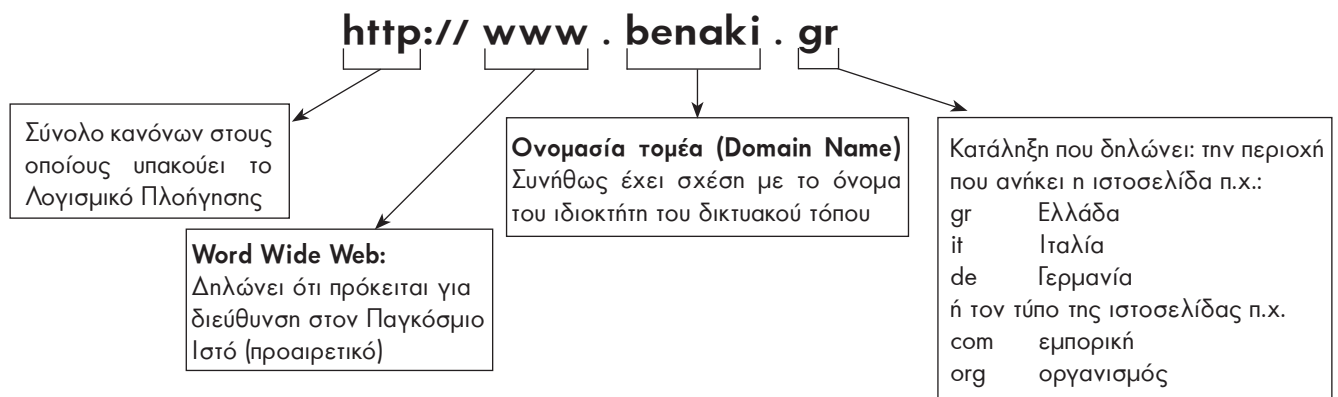 http:// www . benaki . gr
Σύνολο κανόνων στους
οποίους υπακούει το
Λογισμικό Πλοήγησης
Word Wide Web:
Δηλώνει ότι πρόκειται για
διεύθυνση στον Παγκόσμιο
Ιστό (προαιρετικό)
Ονομασία τομέα (Domain Name)
Συνήθως έχει σχέση με το όνομα
του ιδιοκτήτη του δικτυακού τόπου
Κατάληξη που δηλώνει: την περιοχή
που ανήκει η ιστοσελίδα π.χ.:
gr Ελλάδα
it Ιταλία
de Γερμανία
ή τον τύπο της ιστοσελίδας π.χ.
com εμπορική
org οργανισμός